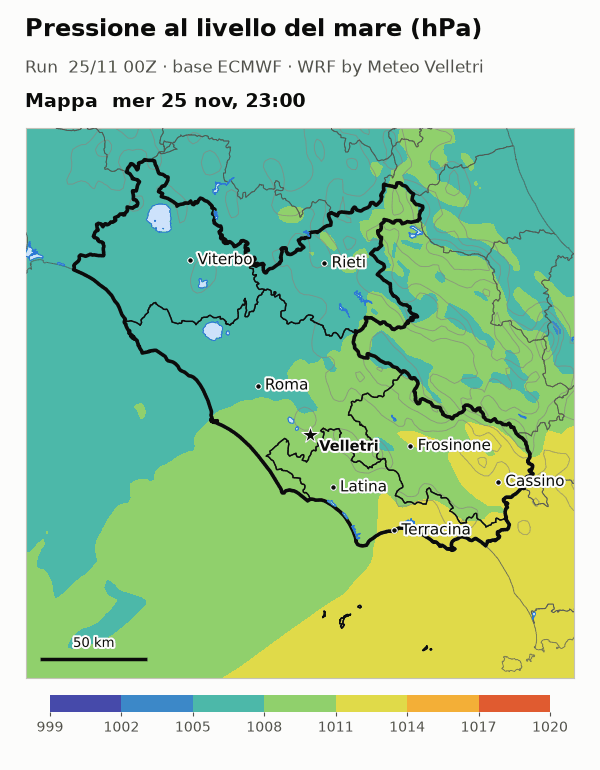 Pressione al livello del mare (hPa)
Run  25/11 00Z · base ECMWF · WRF by Meteo Velletri
Mappa  mer 25 nov, 23:00
Viterbo
Rieti
Roma
Velletri
Frosinone
Cassino
Latina
Terracina
50 km
999 1002 1005 1008 1011 1014 1017 1020